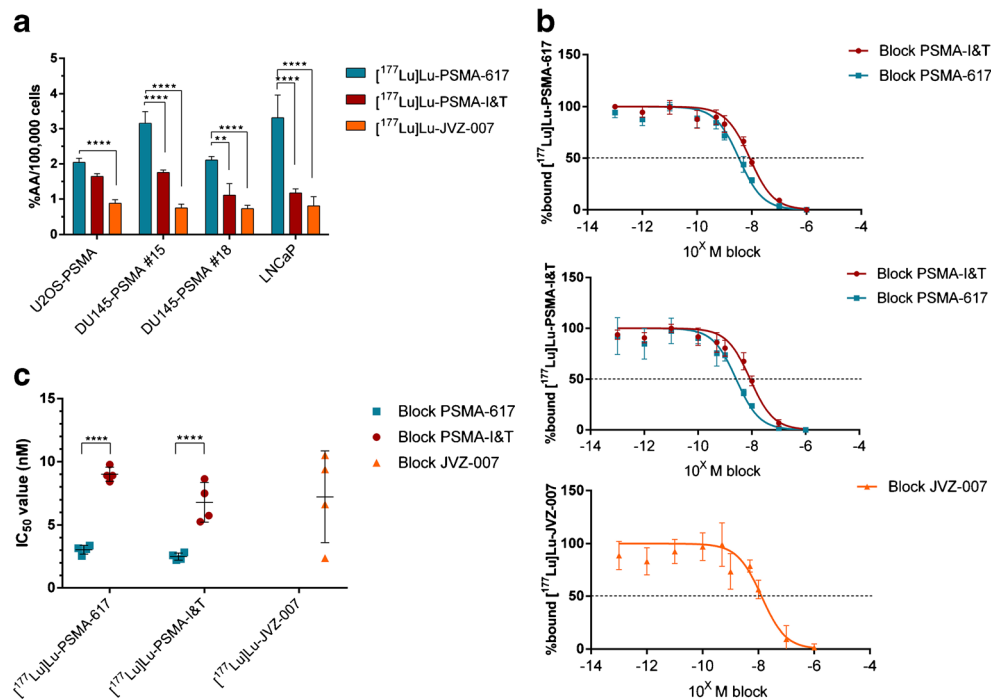 a
%AA/100,000 cells
5
4
3
2
1
0
****
****
****
****
**
****
****
[¹⁷⁷Lu]Lu-PSMA-617
[¹⁷⁷Lu]Lu-PSMA-I&T
[¹⁷⁷Lu]Lu-JVZ-007
U2OS-PSMA
DU145-PSMA #15
DU145-PSMA #18
LNCaP
b
%bound [¹⁷⁷Lu]Lu-PSMA-617
150
100
50
0
-14
-12
-10
-8
-6
-4
10ˣ M block
Block PSMA-I&T
Block PSMA-617
%bound [¹⁷⁷Lu]Lu-PSMA-I&T
150
100
50
0
-14
-12
-10
-8
-6
-4
10ˣ M block
Block PSMA-I&T
Block PSMA-617
%bound [¹⁷⁷Lu]Lu-JVZ-007
150
100
50
0
-14
-12
-10
-8
-6
-4
10ˣ M block
Block JVZ-007
c
IC₅₀ value (nM)
15
10
5
0
****
****
Block PSMA-617
Block PSMA-I&T
Block JVZ-007
[¹⁷⁷Lu]Lu-PSMA-617
[¹⁷⁷Lu]Lu-PSMA-I&T
[¹⁷⁷Lu]Lu-JVZ-007